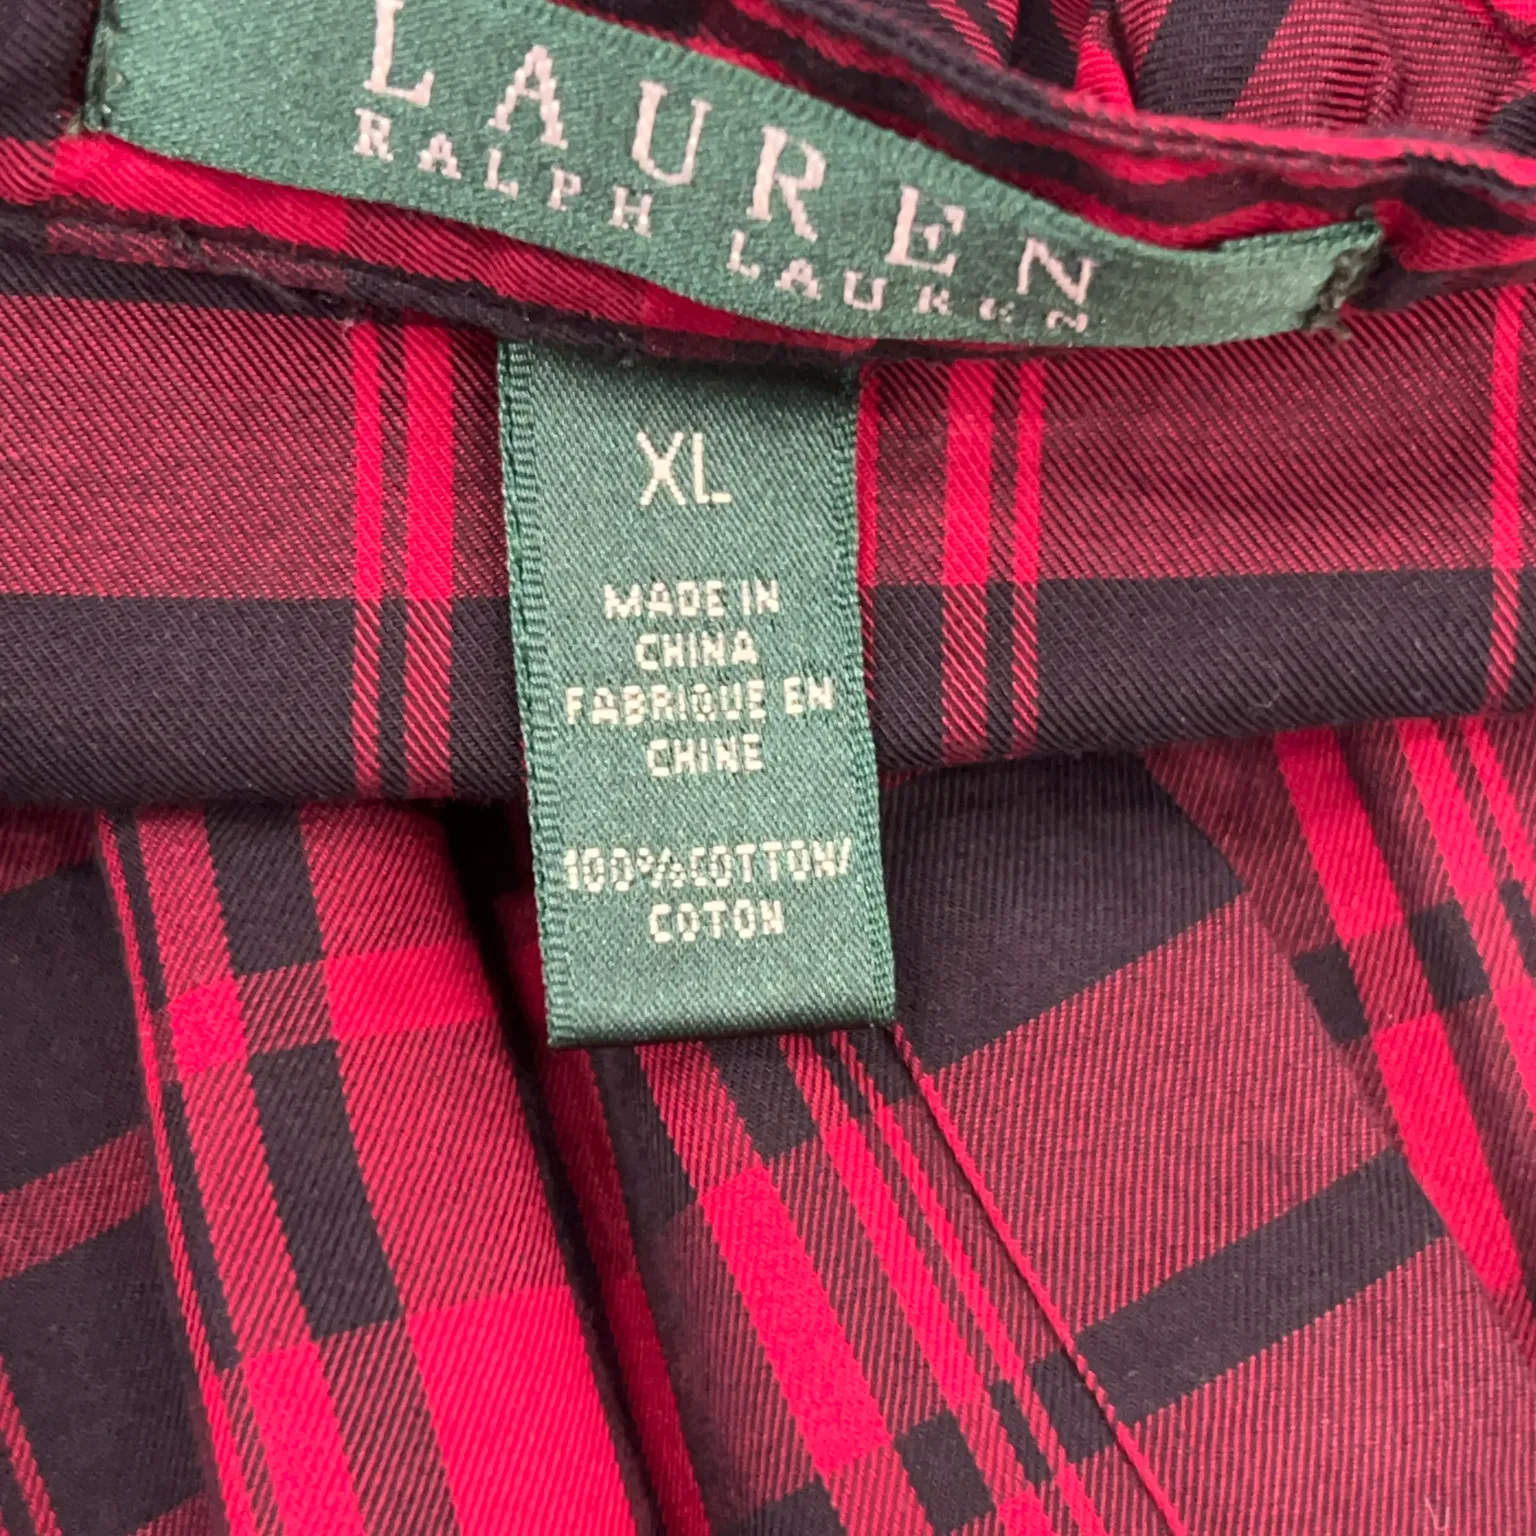 LAUREN
RALPH LAUREN
XL
MADE IN
CHINA
FABRIQUE EN
CHINE
100%COTTON/
COTON